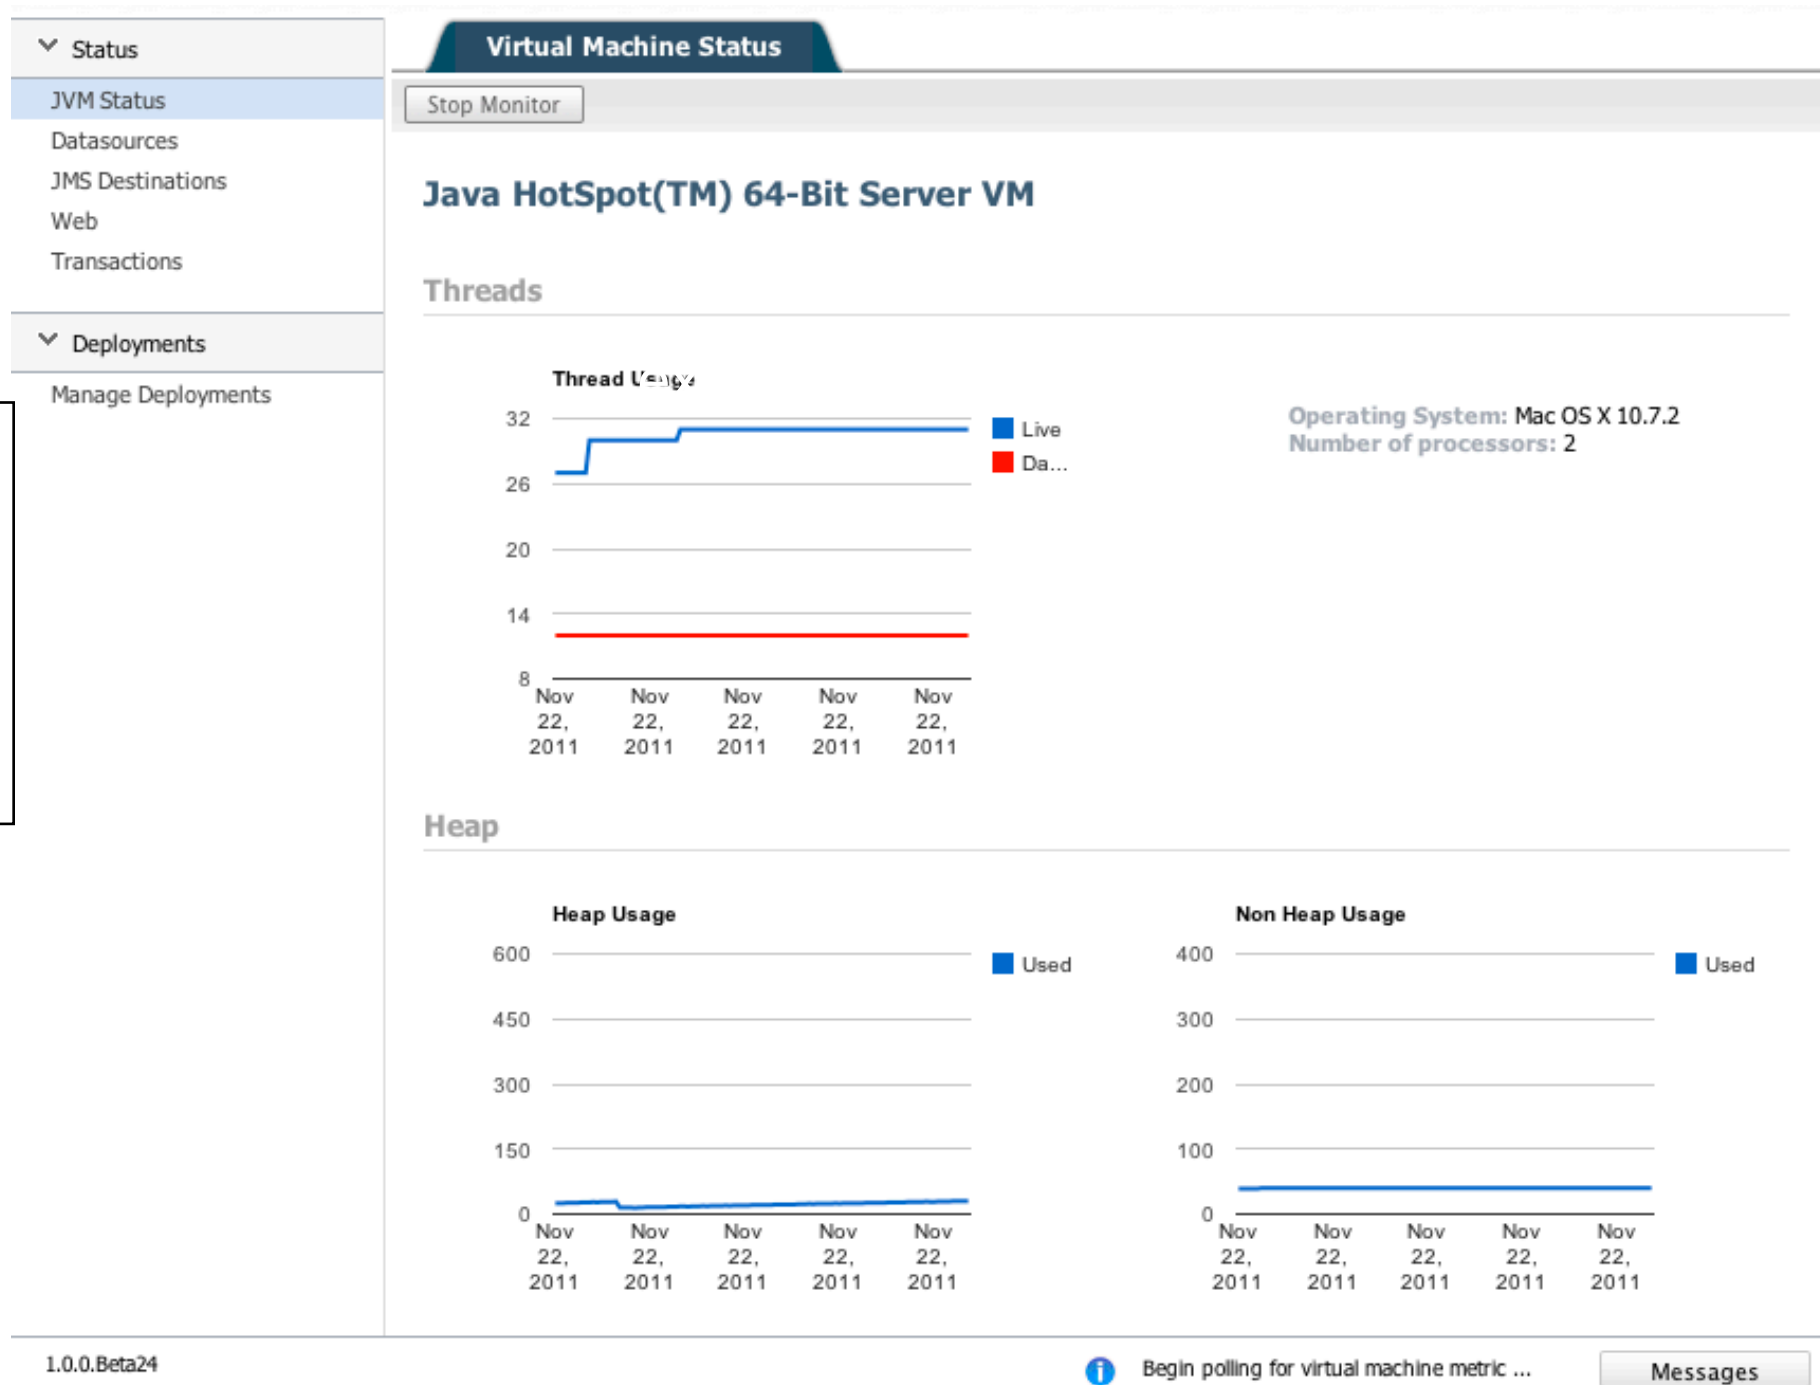 Status
JVM Status
Datasources
JMS Destinations
Web
Transactions
Deployments
Manage Deployments
Virtual Machine Status
Stop Monitor
Java HotSpot(TM) 64-Bit Server VM
Threads
Thread Usage
32
26
20
14
8
Nov Nov Nov Nov Nov
22, 22, 22, 22, 22,
2011 2011 2011 2011 2011
Live
Da...
Operating System: Mac OS X 10.7.2
Number of processors: 2
Heap
Heap Usage
600
450
300
150
0
Nov Nov Nov Nov Nov
22, 22, 22, 22, 22,
2011 2011 2011 2011 2011
Used
Non Heap Usage
400
300
200
100
0
Nov Nov Nov Nov Nov
22, 22, 22, 22, 22,
2011 2011 2011 2011 2011
Used
1.0.0.Beta24
Begin polling for virtual machine metric ...
Messages